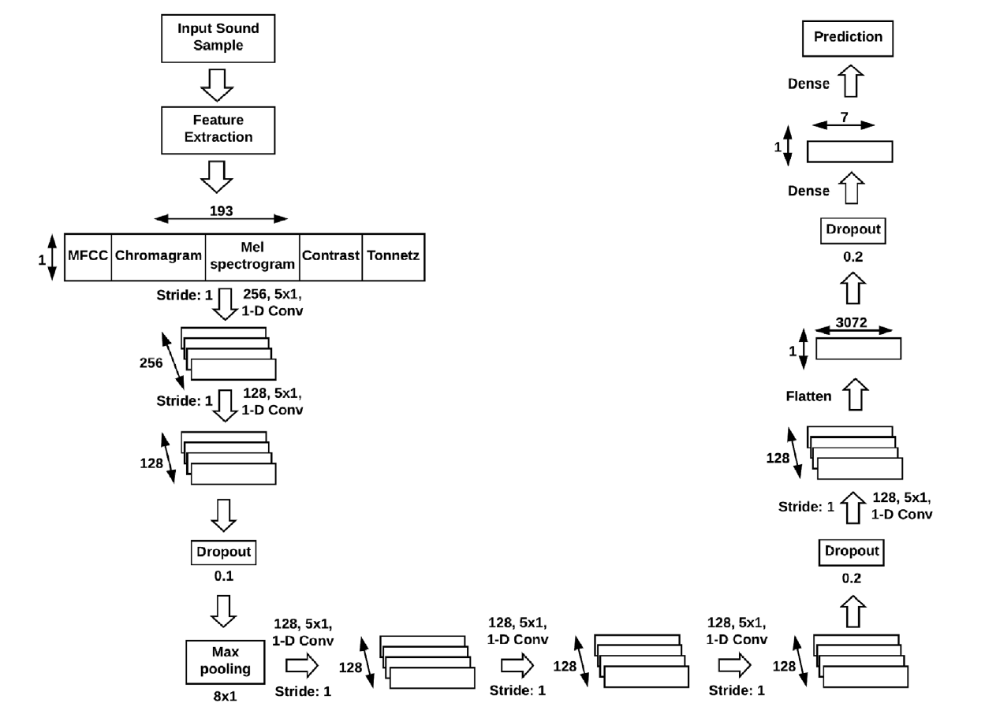 Input Sound
Sample
Feature
Extraction
193
1
MFCC
Chromagram
Mel
spectrogram
Contrast
Tonnetz
Stride: 1
256, 5x1,
1-D Conv
256
Stride: 1
128, 5x1,
1-D Conv
128
Dropout
0.1
Max
pooling
8x1
128, 5x1,
1-D Conv
Stride: 1
128
128, 5x1,
1-D Conv
Stride: 1
128
128, 5x1,
1-D Conv
Stride: 1
128
Dropout
0.2
Stride: 1
128, 5x1,
1-D Conv
128
Flatten
1
3072
Dropout
0.2
Dense
1
7
Dense
Prediction